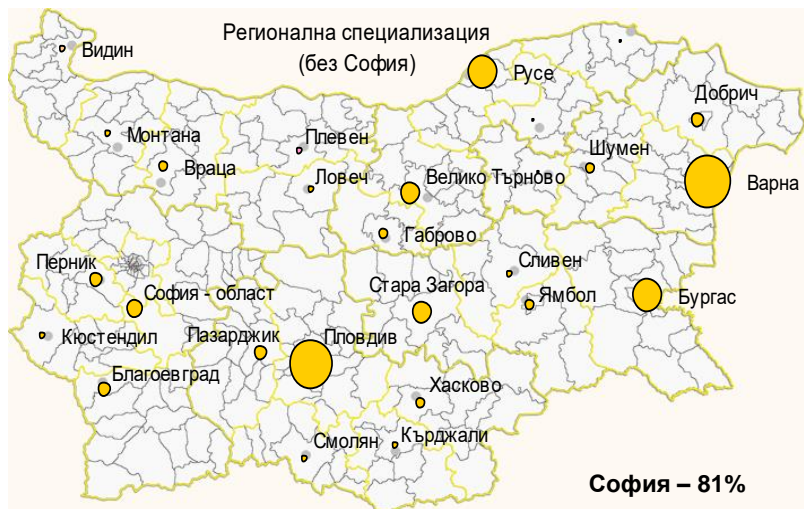 Регионална специализация
(без София)
Видин
Русе
Добрич
Монтана
Плевен
Шумен
Враца
Ловеч
Велико Търново
Варна
Габрово
Перник
Сливен
София - област
Стара Загора
Ямбол
Бургас
Кюстендил
Пазарджик
Пловдив
Благоевград
Хасково
Смолян
Кърджали
София – 81%